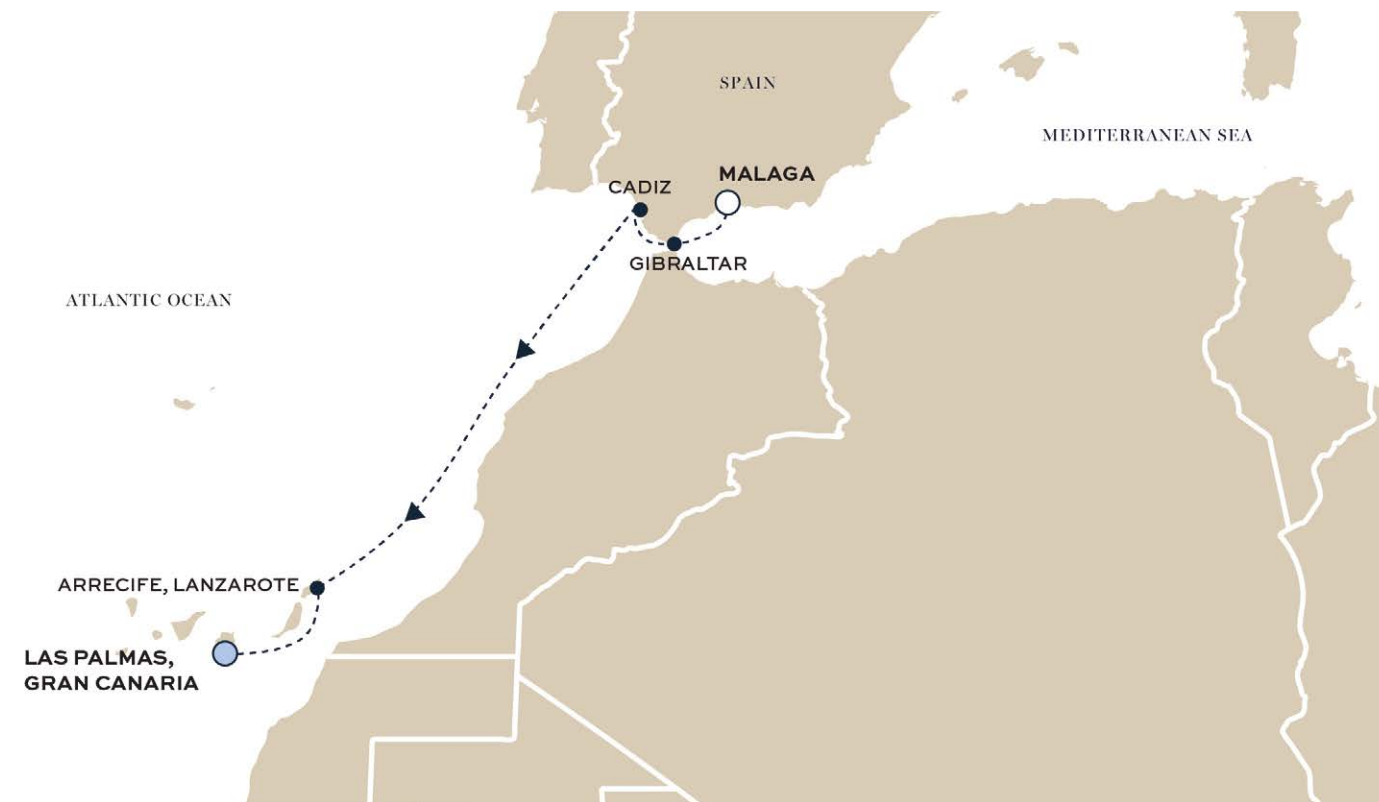 SPAIN
MEDITERRANEAN SEA
MALAGA
CADIZ
GIBRALTAR
ATLANTIC OCEAN
ARRECIFE, LANZAROTE
LAS PALMAS,
GRAN CANARIA